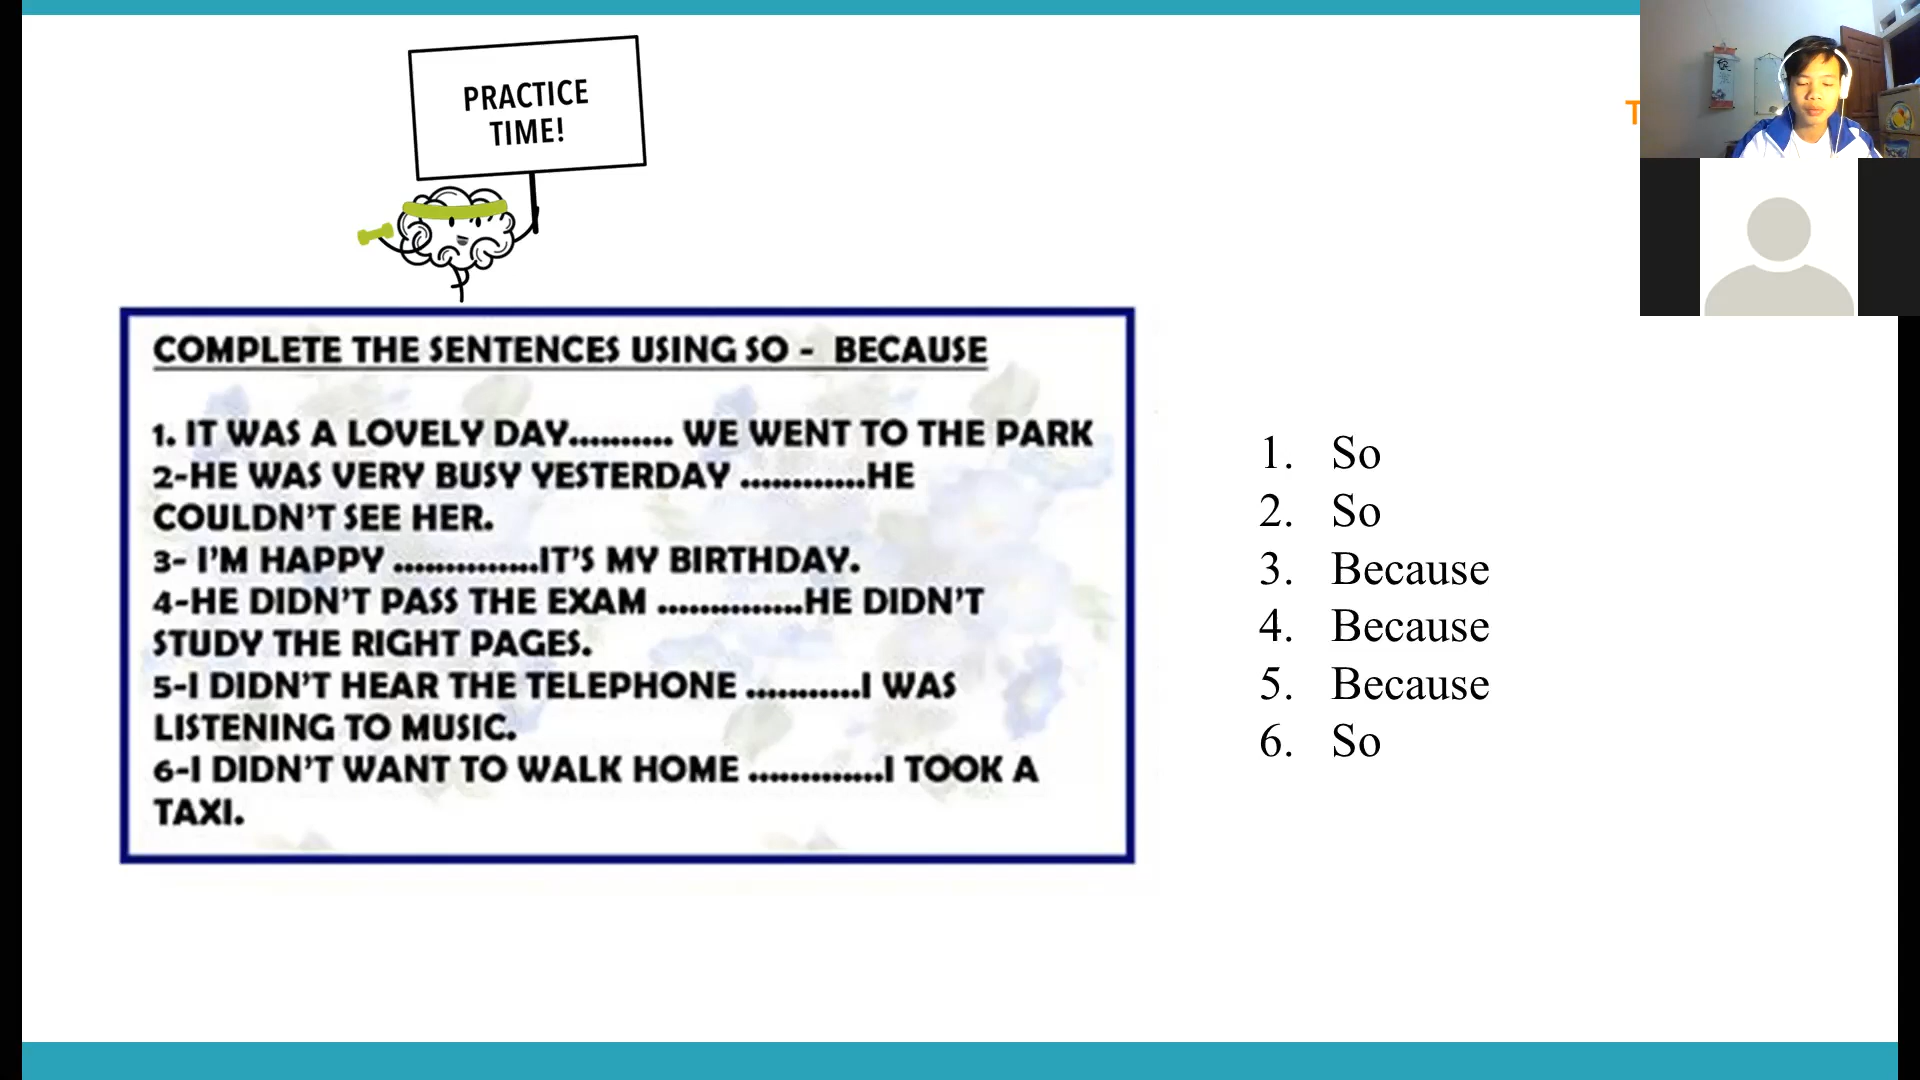 PRACTICE
TIME!
T
COMPLETE THE SENTENCES USING SO - BECAUSE
1. IT WAS A LOVELY DAY.......... WE WENT TO THE PARK
2-HE WAS VERY BUSY YESTERDAY ............HE
COULDN'T SEE HER.
3- I'M HAPPY ..............IT'S MY BIRTHDAY.
4-HE DIDN'T PASS THE EXAM ..............HE DIDN'T
STUDY THE RIGHT PAGES.
5-I DIDN'T HEAR THE TELEPHONE ...........I WAS
LISTENING TO MUSIC.
6-I DIDN'T WANT TO WALK HOME .............I TOOK A
TAXI.
1. So
2. So
3. Because
4. Because
5. Because
6. So